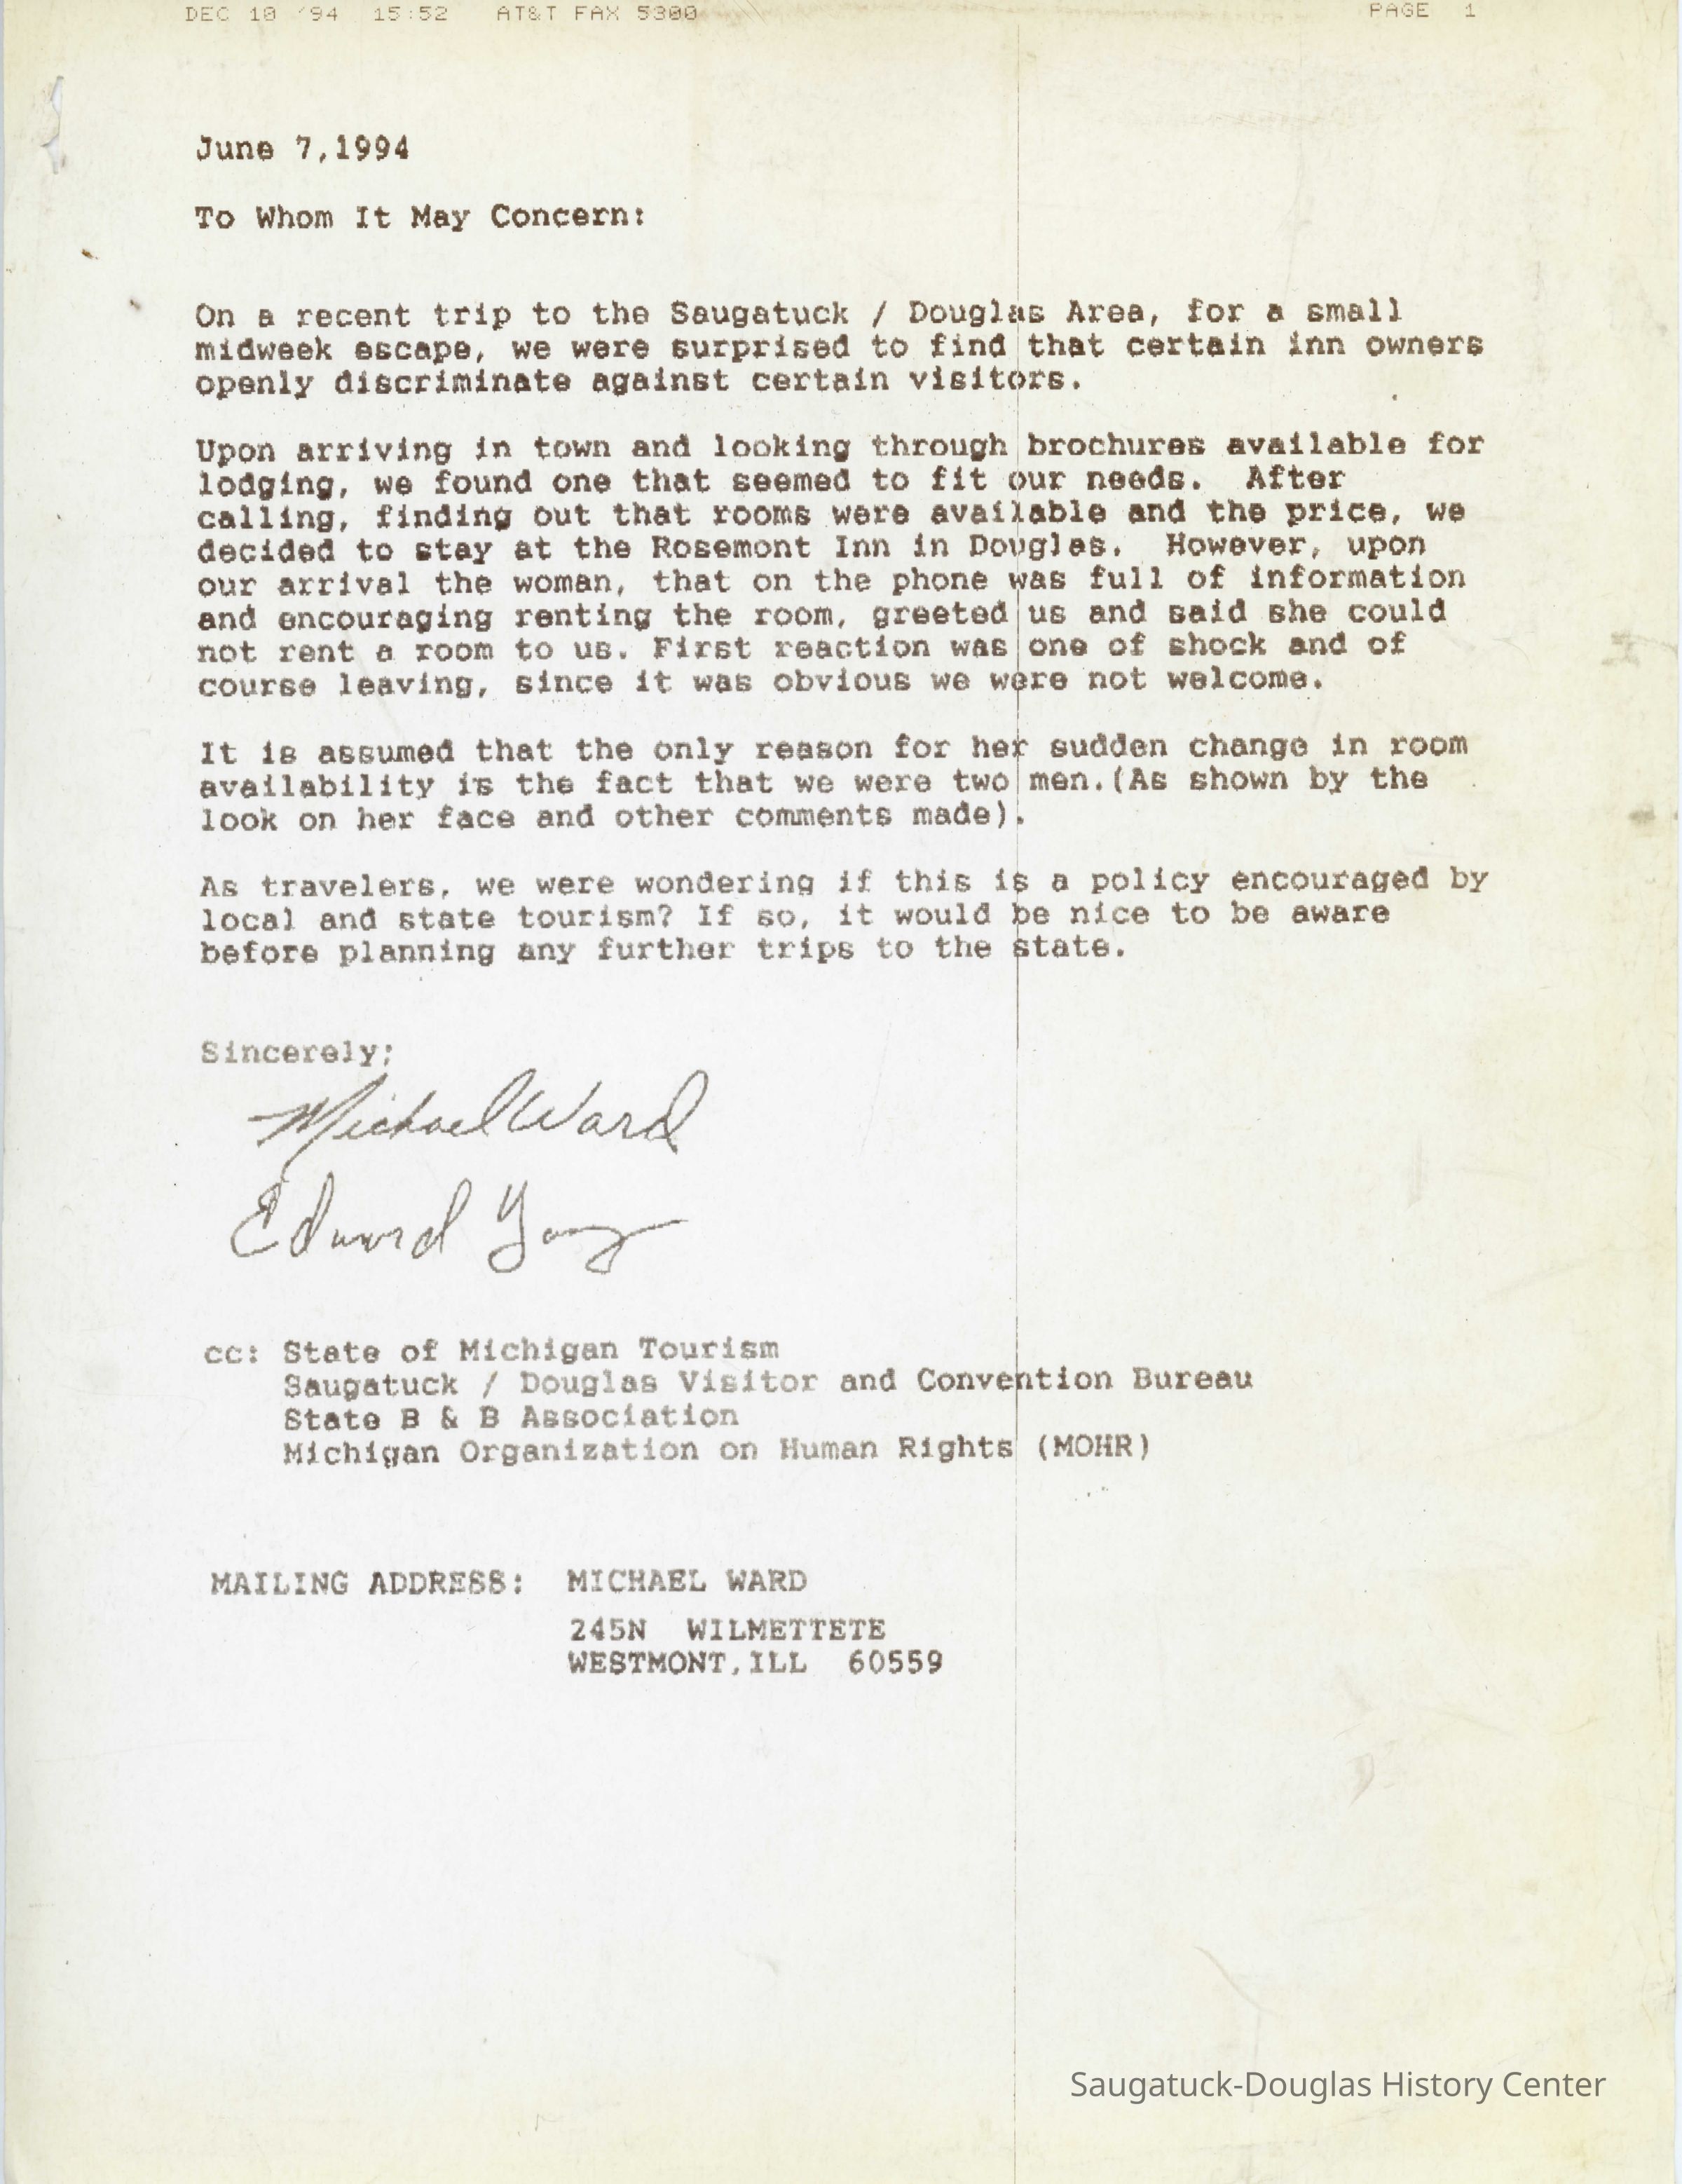 DEC 10 '94 15:52 AT&T FAX 5300 PAGE 1
June 7,1994
To Whom It May Concern:
On a recent trip to the Saugatuck / Douglas Area, for a small
midweek escape, we were surprised to find that certain inn owners
openly discriminate against certain visitors.
Upon arriving in town and looking through brochures available for
lodging, we found one that seemed to fit our needs. After
calling, finding out that rooms were available and the price, we
decided to stay at the Rosemont Inn in Douglas. However, upon
our arrival the woman, that on the phone was full of information
and encouraging renting the room, greeted us and said she could
not rent a room to us. First reaction was one of shock and of
course leaving, since it was obvious we were not welcome.
It is assumed that the only reason for her sudden change in room
availability is the fact that we were two men.(As shown by the
look on her face and other comments made).
As travelers, we were wondering if this is a policy encouraged by
local and state tourism? If so, it would be nice to be aware
before planning any further trips to the state.
Sincerely;
Michael Ward
Edward
cc: State of Michigan Tourism
Saugatuck / Douglas Visitor and Convention Bureau
State B & B Association
Michigan Organization on Human Rights (MOHR)
MAILING ADDRESS: MICHAEL WARD
245N WILMETTETE
WESTMONT,ILL 60559
Saugatuck-Douglas History Center